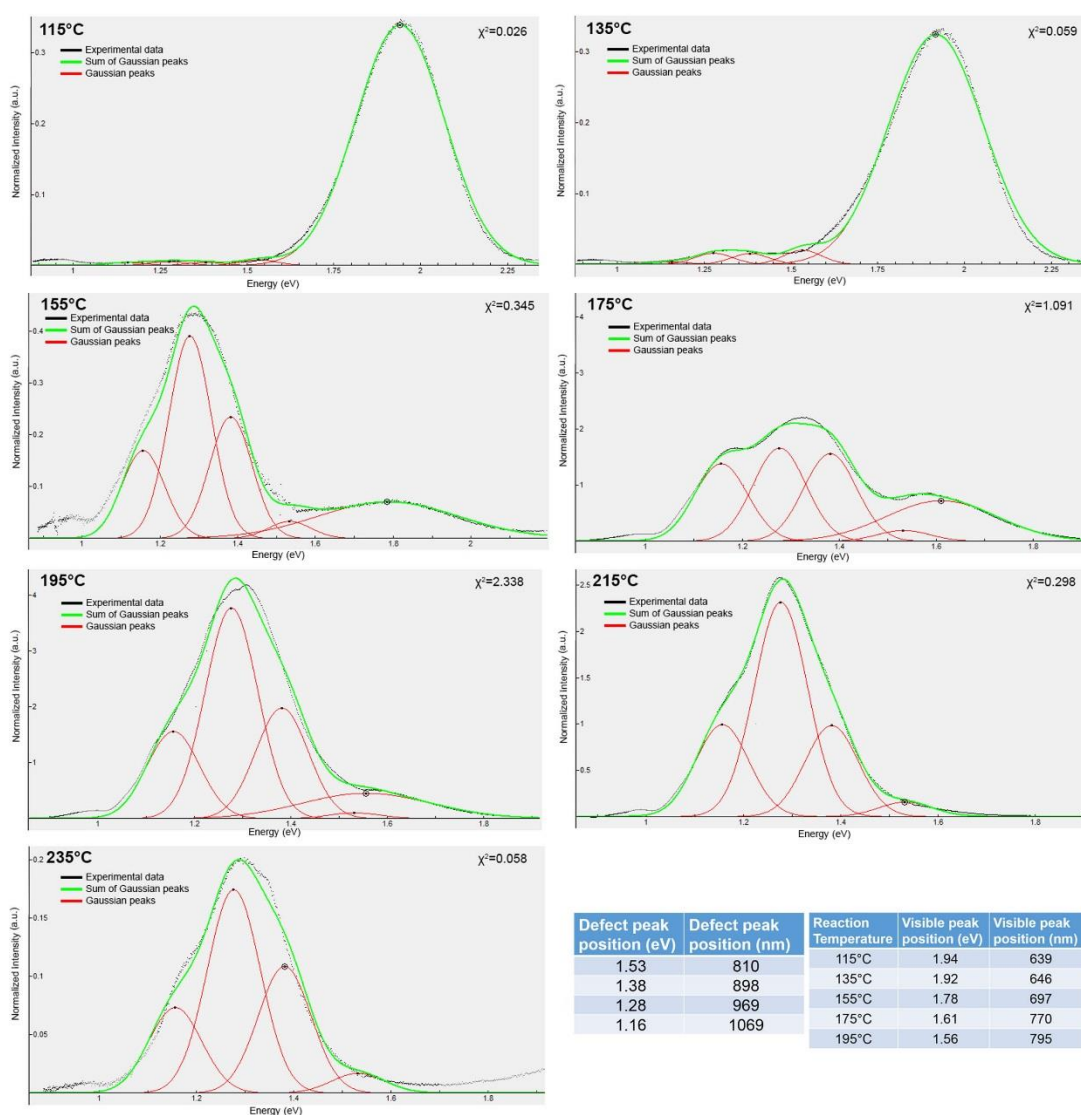 115°C
χ²=0.026
Experimental data
Sum of Gaussian peaks
Gaussian peaks
Normalized Intensity (a.u.)
0.3
0.2
0.1
1
1.25
1.5
1.75
2
2.25
Energy (eV)
135°C
χ²=0.059
Experimental data
Sum of Gaussian peaks
Gaussian peaks
Normalized Intensity (a.u.)
0.3
0.2
0.1
1
1.25
1.5
1.75
2
2.25
Energy (eV)
155°C
χ²=0.345
Experimental data
Sum of Gaussian peaks
Gaussian peaks
Normalized Intensity (a.u.)
0.4
0.3
0.2
0.1
1
1.2
1.4
1.6
1.8
2
Energy (eV)
175°C
χ²=1.091
Experimental data
Sum of Gaussian peaks
Gaussian peaks
Normalized Intensity (a.u.)
4
3
2
1
1
1.2
1.4
1.6
1.8
Energy (eV)
195°C
χ²=2.338
Experimental data
Sum of Gaussian peaks
Gaussian peaks
Normalized Intensity (a.u.)
4
3
2
1
1
1.2
1.4
1.6
1.8
Energy (eV)
215°C
χ²=0.298
Experimental data
Sum of Gaussian peaks
Gaussian peaks
Normalized Intensity (a.u.)
2.5
2
1.5
1
0.5
1
1.2
1.4
1.6
1.8
Energy (eV)
235°C
χ²=0.058
Experimental data
Sum of Gaussian peaks
Gaussian peaks
Normalized Intensity (a.u.)
0.2
0.15
0.1
0.05
1
1.2
1.4
1.6
1.8
Energy (eV)
Defect peak position (eV) Defect peak position (nm)
1.53 810
1.38 898
1.28 969
1.16 1069
Reaction Temperature Visible peak position (eV) Visible peak position (nm)
115°C 1.94 639
135°C 1.92 646
155°C 1.78 697
175°C 1.61 770
195°C 1.56 795